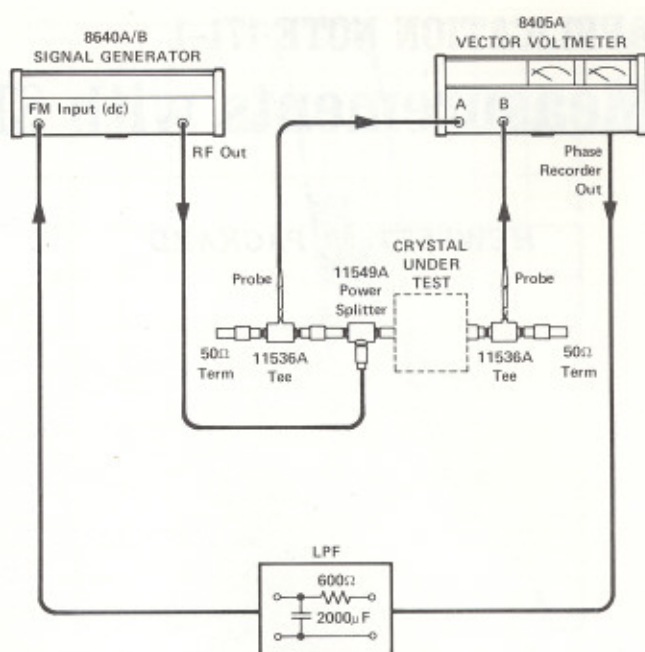 8640A/B
SIGNAL GENERATOR
FM Input (dc)
RF Out
8405A
VECTOR VOLTMETER
A
B
Phase
Recorder
Out
Probe
11549A
Power
Splitter
CRYSTAL
UNDER
TEST
Probe
50Ω
Term
11536A
Tee
11536A
Tee
50Ω
Term
LPF
600Ω
2000μF